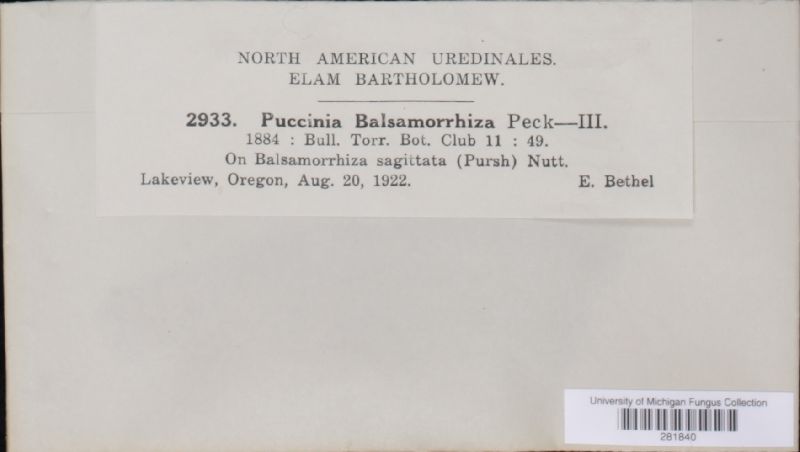 NORTH AMERICAN UREDINALES.
ELAM BARTHOLOMEW.
2933. Puccinia Balsamorrhiza Peck—III.
1884 : Bull. Torr. Bot. Club 11 : 49.
On Balsamorrhiza sagittata (Pursh) Nutt.
Lakeview, Oregon, Aug. 20, 1922. E. Bethel
University of Michigan Fungus Collection
281840